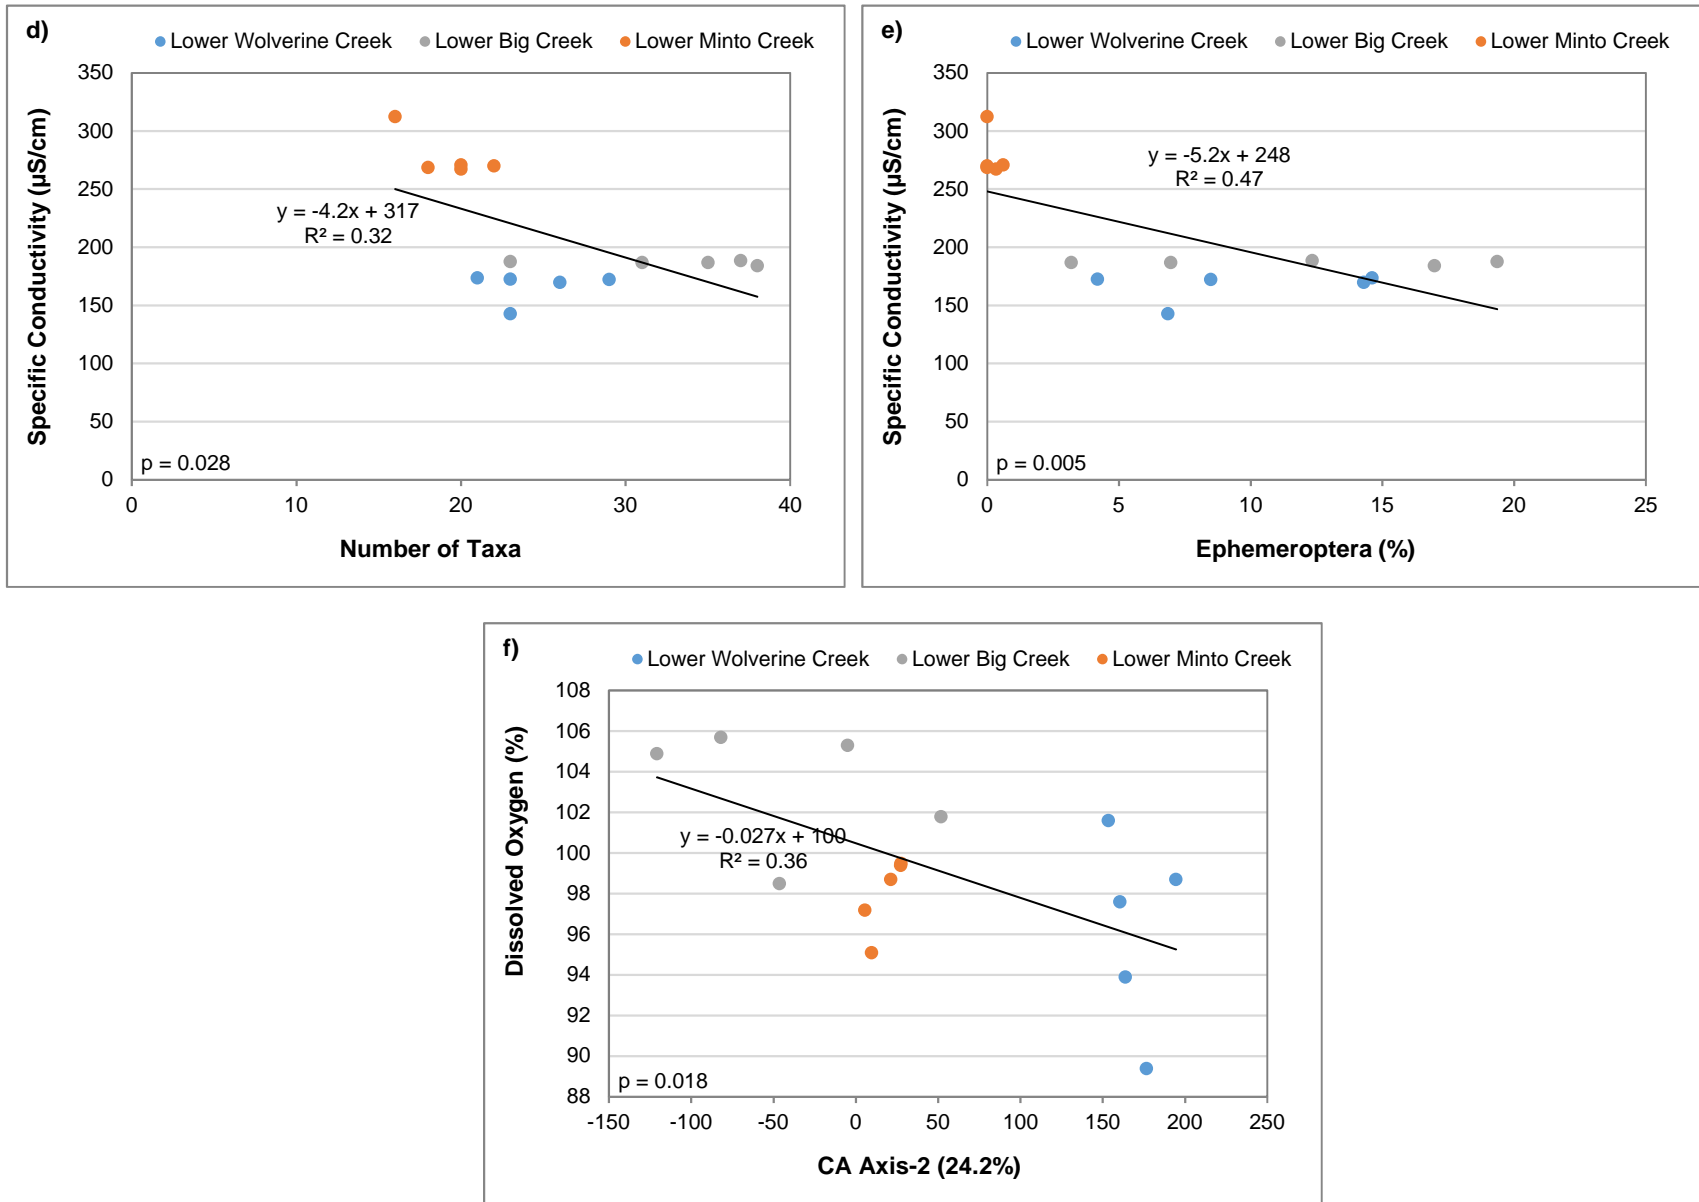 d)
Lower Wolverine Creek Lower Big Creek Lower Minto Creek
350
300
250
200
150
100
50
0
Specific Conductivity (µS/cm)
y = -4.2x + 317
R² = 0.32
p = 0.028
0 10 20 30 40
Number of Taxa
e)
Lower Wolverine Creek Lower Big Creek Lower Minto Creek
350
300
250
200
150
100
50
0
Specific Conductivity (µS/cm)
y = -5.2x + 248
R² = 0.47
p = 0.005
0 5 10 15 20 25
Ephemeroptera (%)
f)
Lower Wolverine Creek Lower Big Creek Lower Minto Creek
108
106
104
102
100
98
96
94
92
90
88
Dissolved Oxygen (%)
y = -0.027x + 100
R² = 0.36
p = 0.018
-150 -100 -50 0 50 100 150 200 250
CA Axis-2 (24.2%)